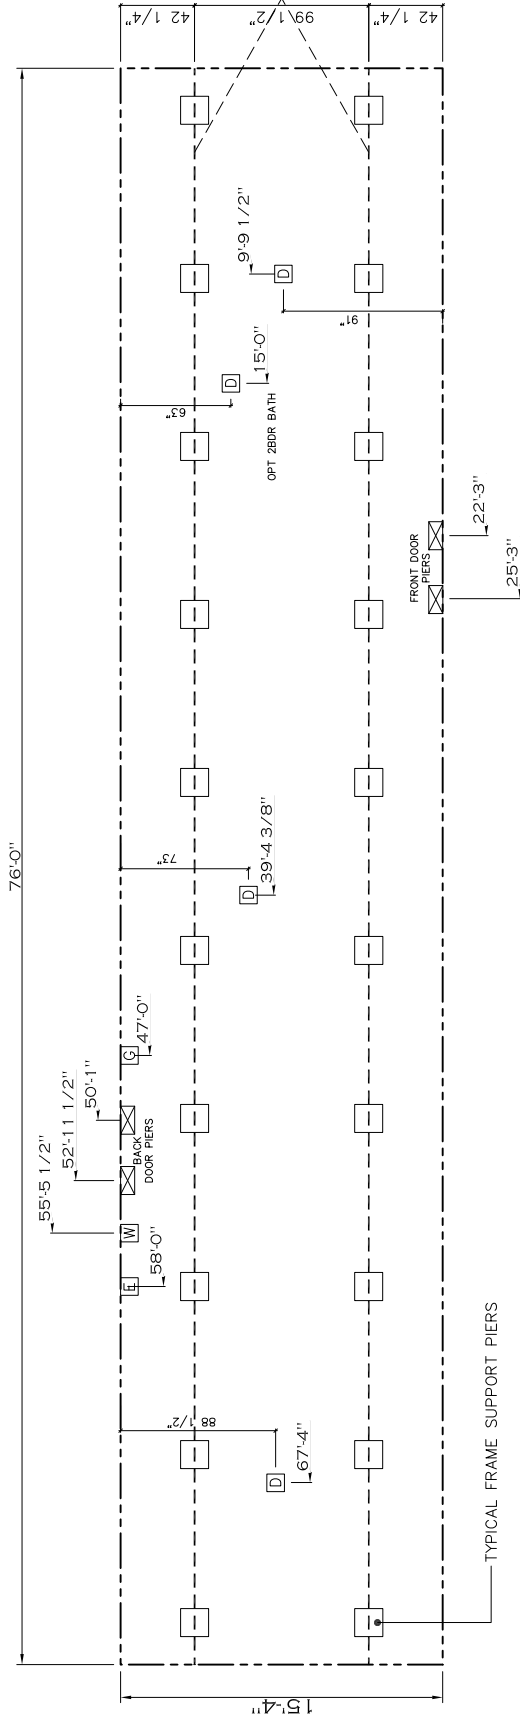 42 1/4"
99 1/2"
42 1/4"
9'-9 1/2"
D
91"
15'-0"
D
63"
OPT 2BDR BATH
22'-3"
FRONT DOOR
PIERS
25'-3"
76'-0"
73"
39'-4 3/8"
D
47'-0"
G
50'-1"
52'-11 1/2"
BACK
DOOR PIERS
55'-5 1/2"
W
58'-0"
E
88 1/2"
67'-4"
D
TYPICAL FRAME SUPPORT PIERS
15'-4"